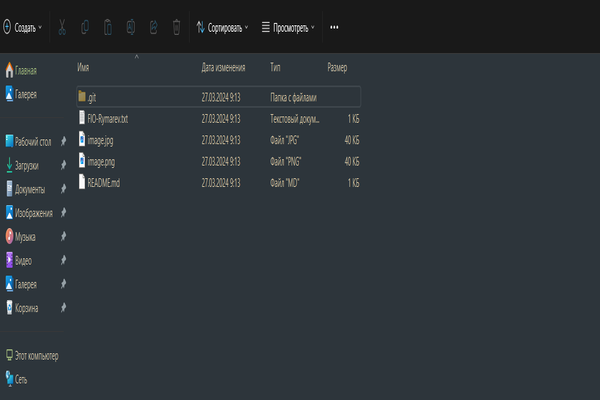 Создать Сортировать Просмотреть •••
Имя Дата изменения Тип Размер
Главная
Галерея
Рабочий стол
Загрузки
Документы
Изображения
Музыка
Видео
Галерея
Корзина
Этот компьютер
Сеть
.git 27.03.2024 9:13 Папка с файлами
FIO-Rymarev.txt 27.03.2024 9:13 Текстовый докум... 1 КБ
image.jpg 27.03.2024 9:13 Файл "JPG" 40 КБ
image.png 27.03.2024 9:13 Файл "PNG" 40 КБ
README.md 27.03.2024 9:13 Файл "MD" 1 КБ